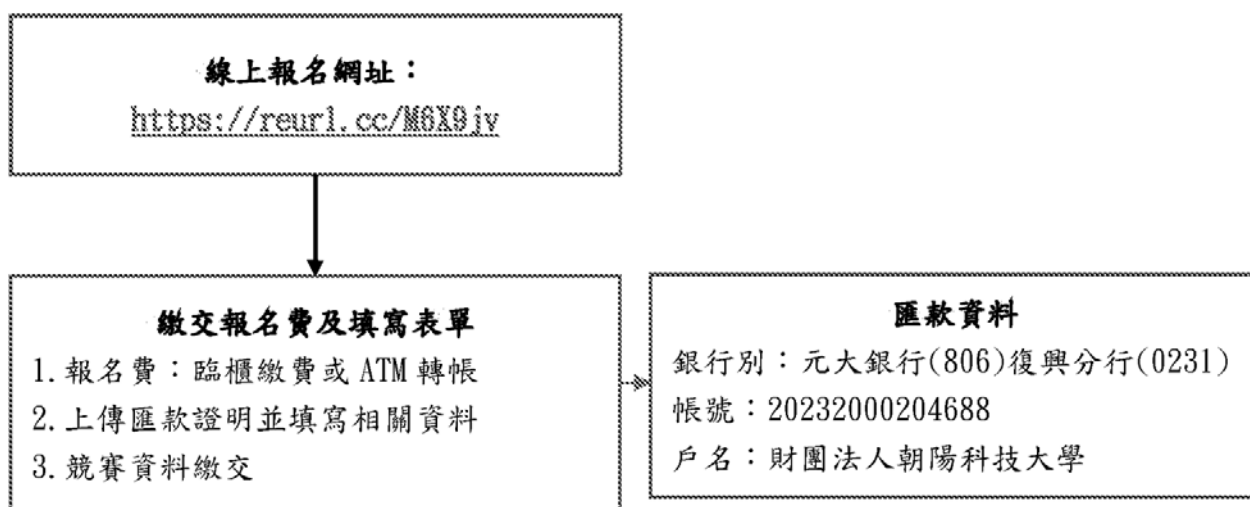 線上報名網址：
https://reurl.cc/M6X9jv
繳交報名費及填寫表單
1.報名費：臨櫃繳費或 ATM 轉帳
2.上傳匯款證明並填寫相關資料
3.競賽資料繳交
匯款資料
銀行別：元大銀行(806)復興分行(0231)
帳號：20232000204688
戶名：財團法人朝陽科技大學